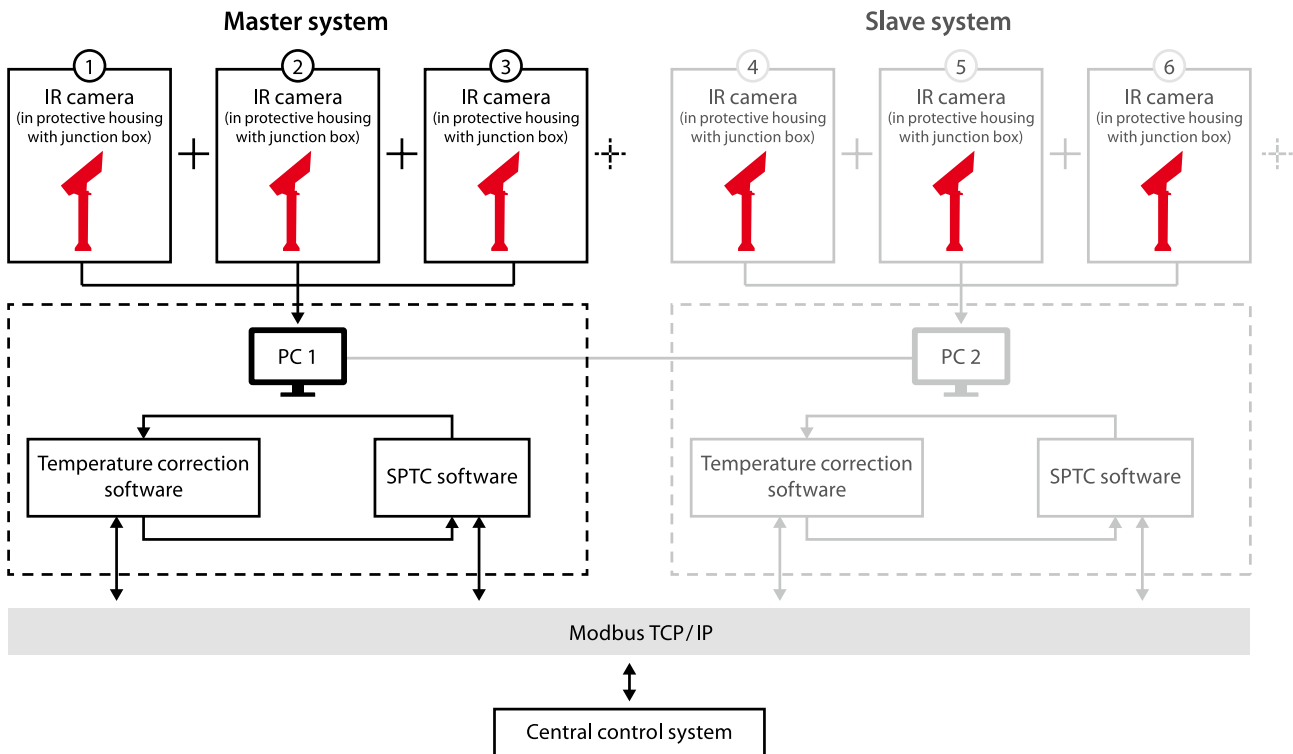 Master system
Slave system
1
2
3
4
5
6
IR camera
(in protective housing
with junction box)
IR camera
(in protective housing
with junction box)
IR camera
(in protective housing
with junction box)
IR camera
(in protective housing
with junction box)
IR camera
(in protective housing
with junction box)
IR camera
(in protective housing
with junction box)
PC 1
PC 2
Temperature correction
software
SPTC software
Temperature correction
software
SPTC software
Modbus TCP/IP
Central control system